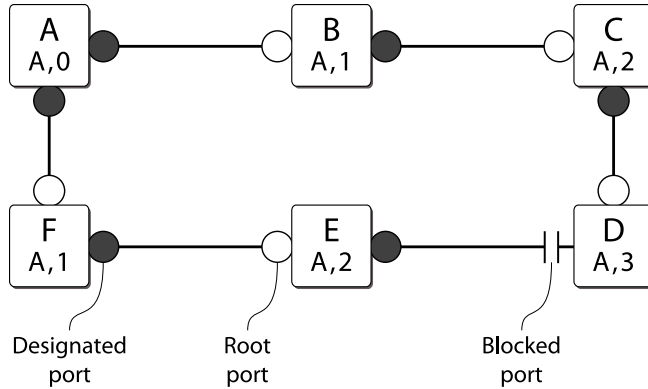 A
A,0
B
A,1
C
A,2
F
A,1
E
A,2
D
A,3
Designated
port
Root
port
Blocked
port